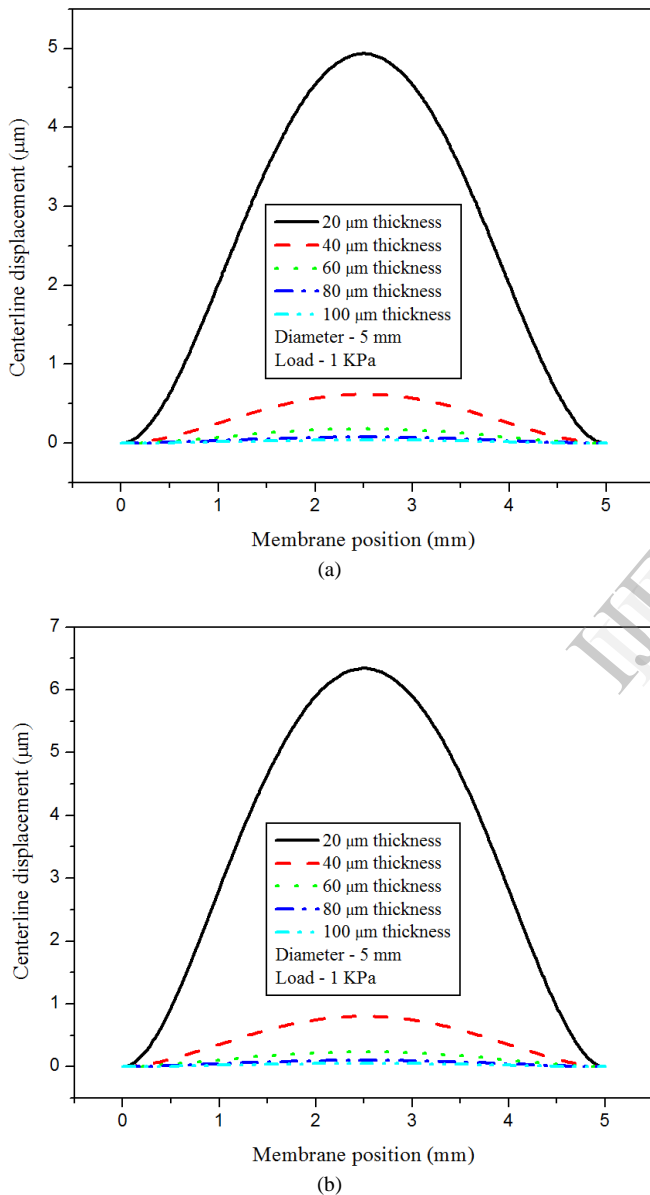 5
4
3
2
1
0
Centerline displacement (μm)
20 μm thickness
40 μm thickness
60 μm thickness
80 μm thickness
100 μm thickness
Diameter - 5 mm
Load - 1 KPa
0 1 2 3 4 5
Membrane position (mm)
(a)
7
6
5
4
3
2
1
0
Centerline displacement (μm)
20 μm thickness
40 μm thickness
60 μm thickness
80 μm thickness
100 μm thickness
Diameter - 5 mm
Load - 1 KPa
0 1 2 3 4 5
Membrane position (mm)
(b)